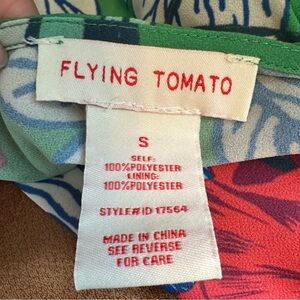 FLYING TOMATO
S
SELF:
100%POLYESTER
LINING:
100%POLYESTER
STYLE#ID 17564
MADE IN CHINA
SEE REVERSE
FOR CARE